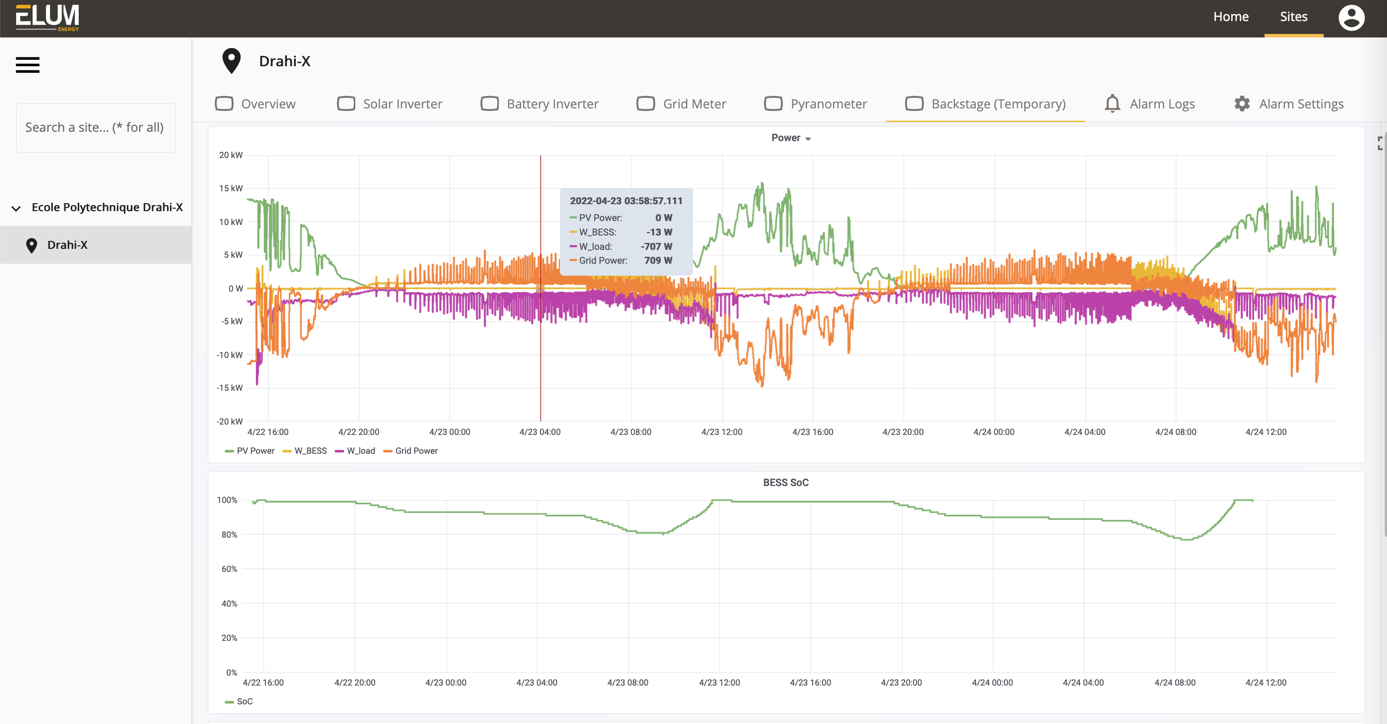 ELUM
ENERGY
Home
Sites
Drahi-X
Search a site... (* for all)
Ecole Polytechnique Drahi-X
Drahi-X
Overview
Solar Inverter
Battery Inverter
Grid Meter
Pyranometer
Backstage (Temporary)
Alarm Logs
Alarm Settings
Power
20 kW
15 kW
10 kW
5 kW
0 W
-5 kW
-10 kW
-15 kW
-20 kW
2022-04-23 03:58:57.111
PV Power: 0 W
W_BESS: -13 W
W_load: -707 W
Grid Power: 709 W
4/22 16:00 4/22 20:00 4/23 00:00 4/23 04:00 4/23 08:00 4/23 12:00 4/23 16:00 4/23 20:00 4/24 00:00 4/24 04:00 4/24 08:00 4/24 12:00
PV Power W_BESS W_load Grid Power
BESS SoC
100%
80%
60%
40%
20%
0%
4/22 16:00 4/22 20:00 4/23 00:00 4/23 04:00 4/23 08:00 4/23 12:00 4/23 16:00 4/23 20:00 4/24 00:00 4/24 04:00 4/24 08:00 4/24 12:00
SoC